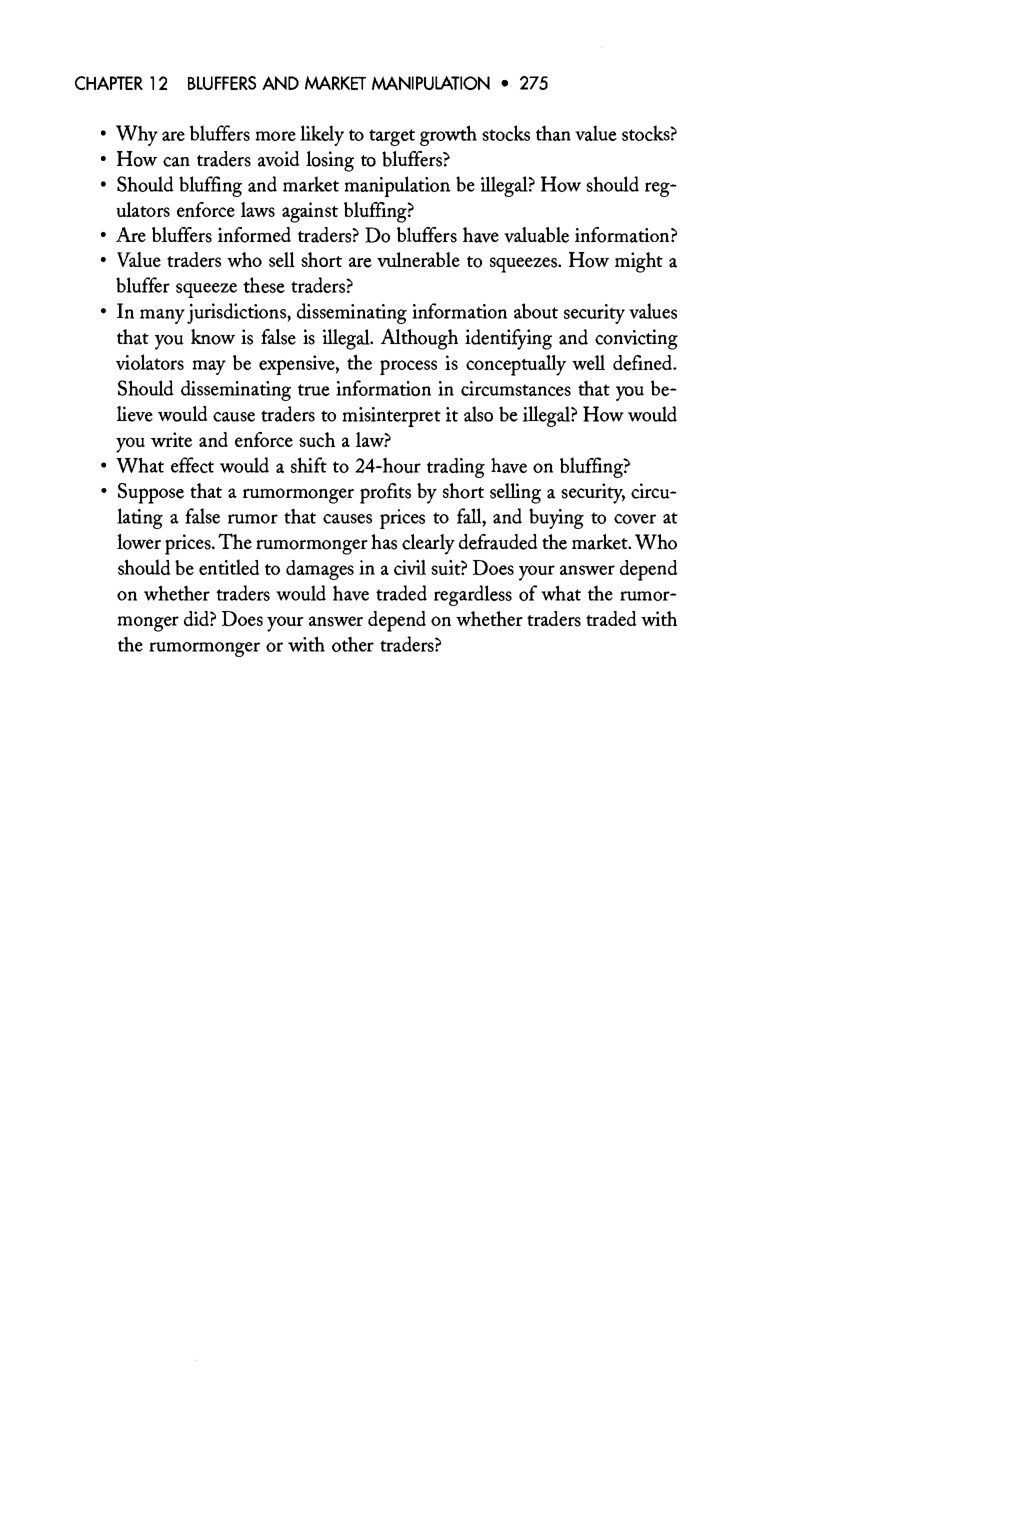 CHAPTER 12 BLUFFERS AND MARKET MANIPULATION • 275
• Why are bluffers more likely to target growth stocks than value stocks?
• How can traders avoid losing to bluffers?
• Should bluffing and market manipulation be illegal? How should reg-
ulators enforce laws against bluffing?
• Are bluffers informed traders? Do bluffers have valuable information?
• Value traders who sell short are vulnerable to squeezes. How might a
bluffer squeeze these traders?
• In many jurisdictions, disseminating information about security values
that you know is false is illegal. Although identifying and convicting
violators may be expensive, the process is conceptually well defined.
Should disseminating true information in circumstances that you be-
lieve would cause traders to misinterpret it also be illegal? How would
you write and enforce such a law?
• What effect would a shift to 24-hour trading have on bluffing?
• Suppose that a rumormonger profits by short selling a security, circu-
lating a false rumor that causes prices to fall, and buying to cover at
lower prices. The rumormonger has clearly defrauded the market. Who
should be entitled to damages in a civil suit? Does your answer depend
on whether traders would have traded regardless of what the rumor-
monger did? Does your answer depend on whether traders traded with
the rumormonger or with other traders?